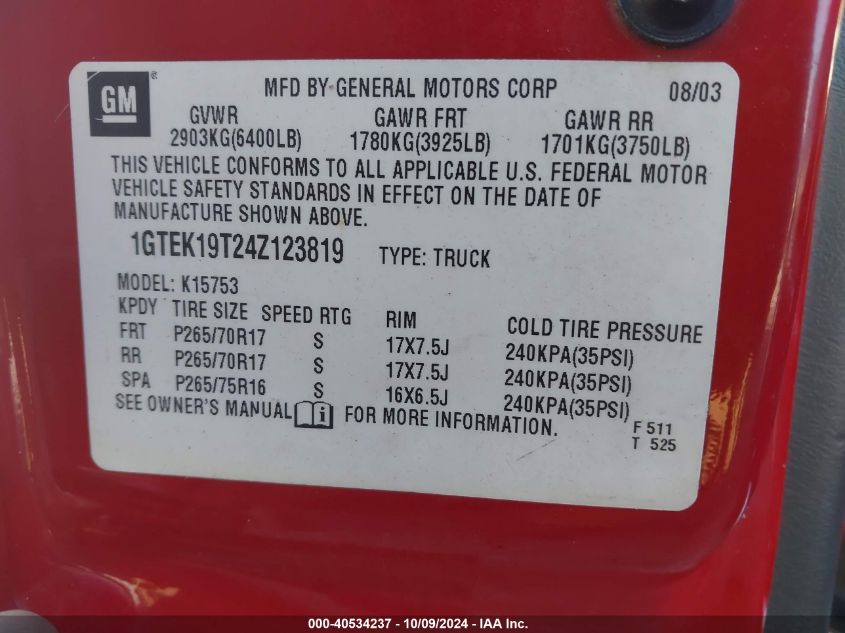 GM ® MFD BY GENERAL MOTORS CORP 08/03
GVWR GAWR FRT GAWR RR
2903KG(6400LB) 1780KG(3925LB) 1701KG(3750LB)
THIS VEHICLE CONFORMS TO ALL APPLICABLE U.S. FEDERAL MOTOR
VEHICLE SAFETY STANDARDS IN EFFECT ON THE DATE OF
MANUFACTURE SHOWN ABOVE.
1GTEK19T24Z123819 TYPE: TRUCK
MODEL: K15753
KPDY TIRE SIZE SPEED RTG RIM COLD TIRE PRESSURE
FRT P265/70R17 S 17X7.5J 240KPA(35PSI)
RR P265/70R17 S 17X7.5J 240KPA(35PSI)
SPA P265/75R16 S 16X6.5J 240KPA(35PSI)
SEE OWNER'S MANUAL i FOR MORE INFORMATION.
F 511
T 525
000-40534237 - 10/09/2024 - IAA Inc.